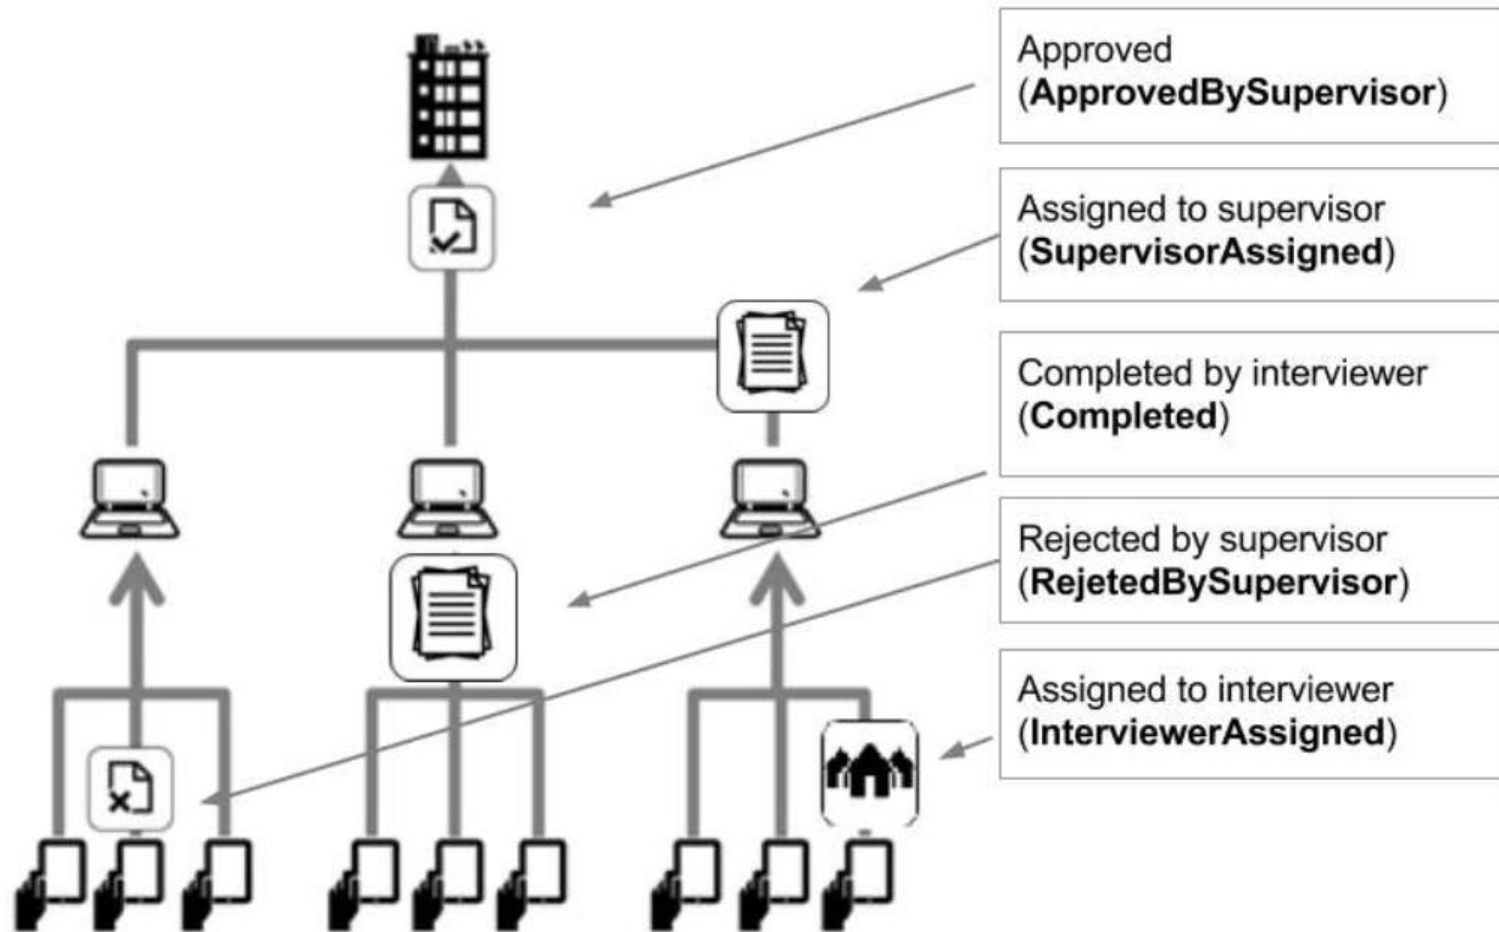 Approved
(ApprovedBySupervisor)
Assigned to supervisor
(SupervisorAssigned)
Completed by interviewer
(Completed)
Rejected by supervisor
(RejetedBySupervisor)
Assigned to interviewer
(InterviewerAssigned)